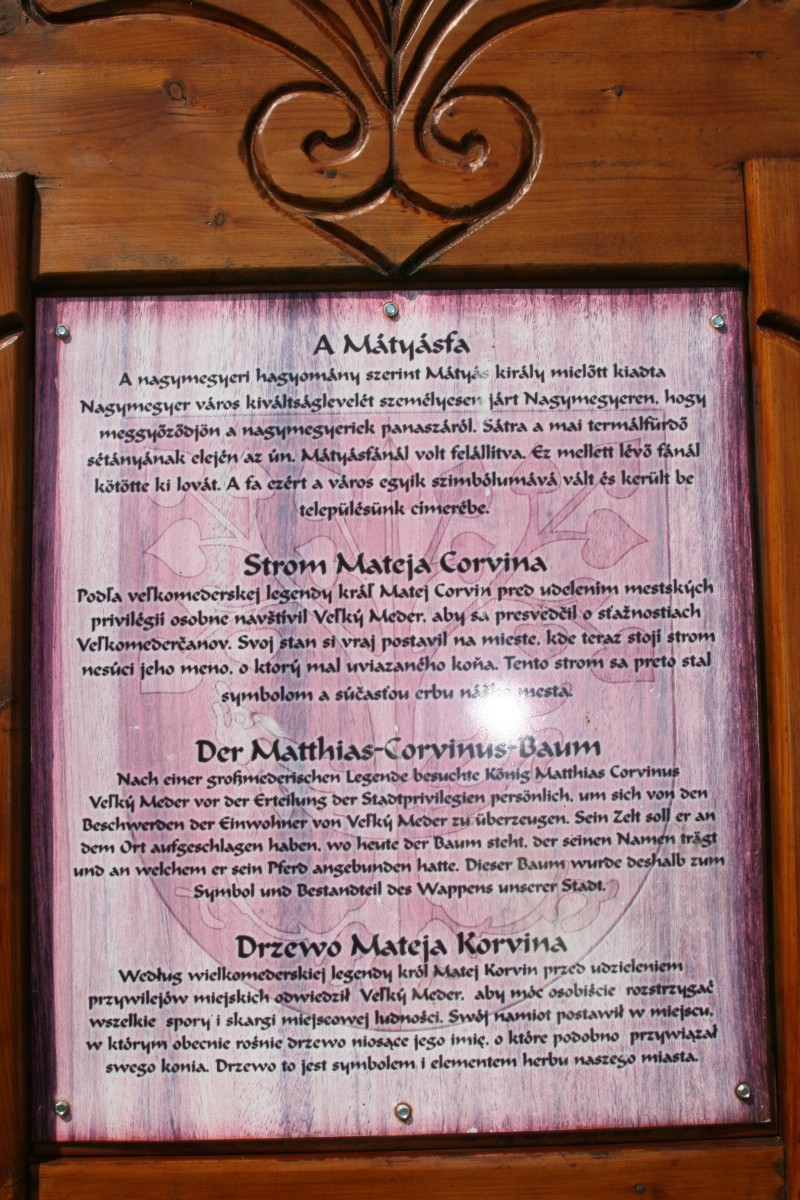 A Mátyásfa
A nagymegyeri hagyomány szerint Mátyás király mielõtt kiadta
Nagymegyer város kiváltságlevelét személyesen járt Nagymegyeren, hogy
meggyõzõdjön a nagymegyeriek panaszáról. Sátra a mai termálfürdõ
sétányának elején az ún. Mátyásfánál volt felállítva. Ez mellett lévõ fánál
kötötte ki lovát. A fa ezért a város egyik szimbólumává vált és került be
településünk címerébe.
Strom Mateja Corvina
Podľa veľkomederskej legendy kráľ Matej Corvin pred udelením mestských
privilégií osobne navštívil Veľký Meder, aby sa presvedčil o sťažnostiach
Veľkomederčanov. Svoj stan si vraj postavil na mieste, kde teraz stojí strom
nesúci jeho meno, o ktorý mal uviazaného koňa. Tento strom sa preto stal
symbolom a súčasťou erbu nášho mesta.
Der Matthias-Corvinus-Baum
Nach einer großmederischen Legende besuchte König Matthias Corvinus
Veľký Meder vor der Erteilung der Stadtprivilegien persönlich, um sich von den
Beschwerden der Einwohner von Veľký Meder zu überzeugen. Sein Zelt soll er an
dem Ort aufgeschlagen haben, wo heute der Baum steht, der seinen Namen trägt
und an welchem er sein Pferd angebunden hatte. Dieser Baum wurde deshalb zum
Symbol und Bestandteil des Wappens unserer Stadt.
Drzewo Mateja Korvina
Według wielkomederskiej legendy król Matej Korvin przed udzieleniem
przywilejów miejskich odwiedził Veľký Meder, aby móc osobiście rozstrzygać
wszelkie spory i skargi miejscowej ludności. Swój namiot postawił w miejscu,
w którym obecnie rośnie drzewo niosące jego imię, o które podobno przywiązał
swego konia. Drzewo to jest symbolem i elementem herbu naszego miasta.